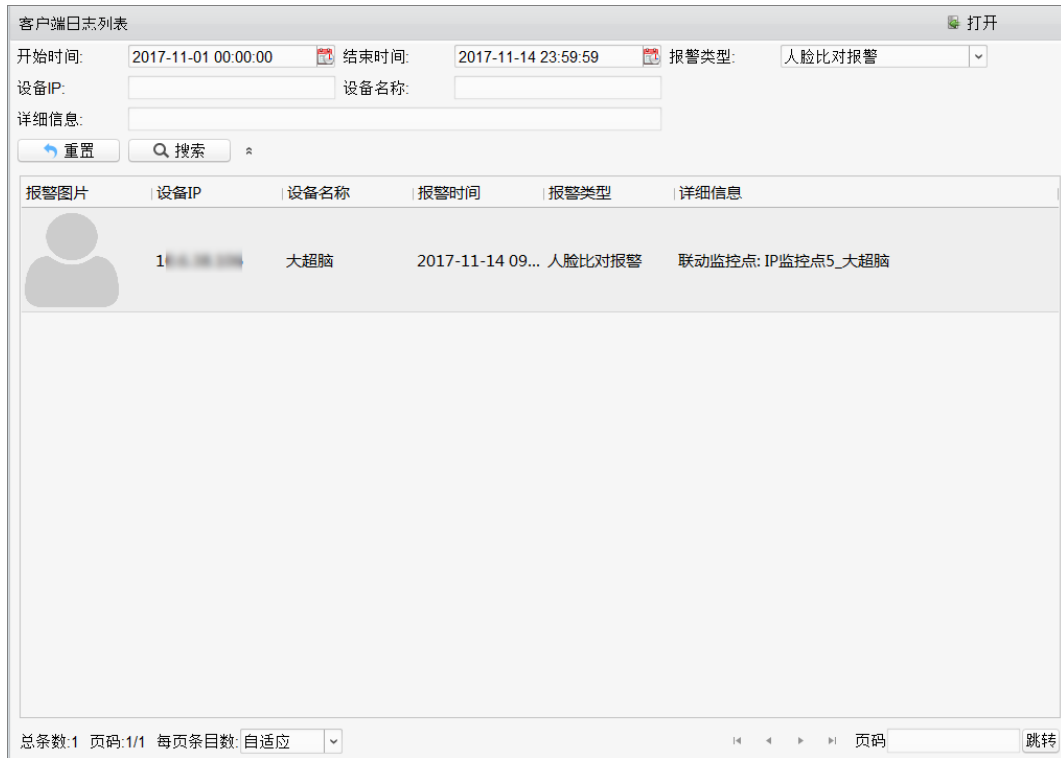 客户端日志列表 打开
开始时间: 2017-11-01 00:00:00 结束时间: 2017-11-14 23:59:59 报警类型: 人脸比对报警
设备IP: 设备名称:
详细信息:
重置 搜索
报警图片 设备IP 设备名称 报警时间 报警类型 详细信息
大超脑 2017-11-14 09... 人脸比对报警 联动监控点: IP监控点5_大超脑
总条数:1 页码:1/1 每页条目数: 自适应 页码 跳转